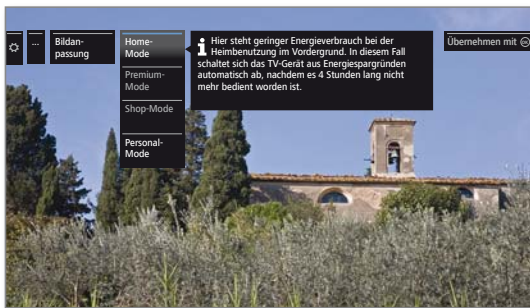 ...
Bildan-
passung
Home-
Mode
Premium-
Mode
Shop-Mode
Personal-
Mode
i Hier steht geringer Energieverbrauch bei der
Heimbenutzung im Vordergrund. In diesem Fall
schaltet sich das TV-Gerät aus Energiespargründen
automatisch ab, nachdem es 4 Stunden lang nicht
mehr bedient worden ist.
Übernehmen mit OK